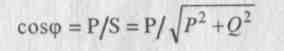 cosφ = P/S = P/√(P² +Q²)